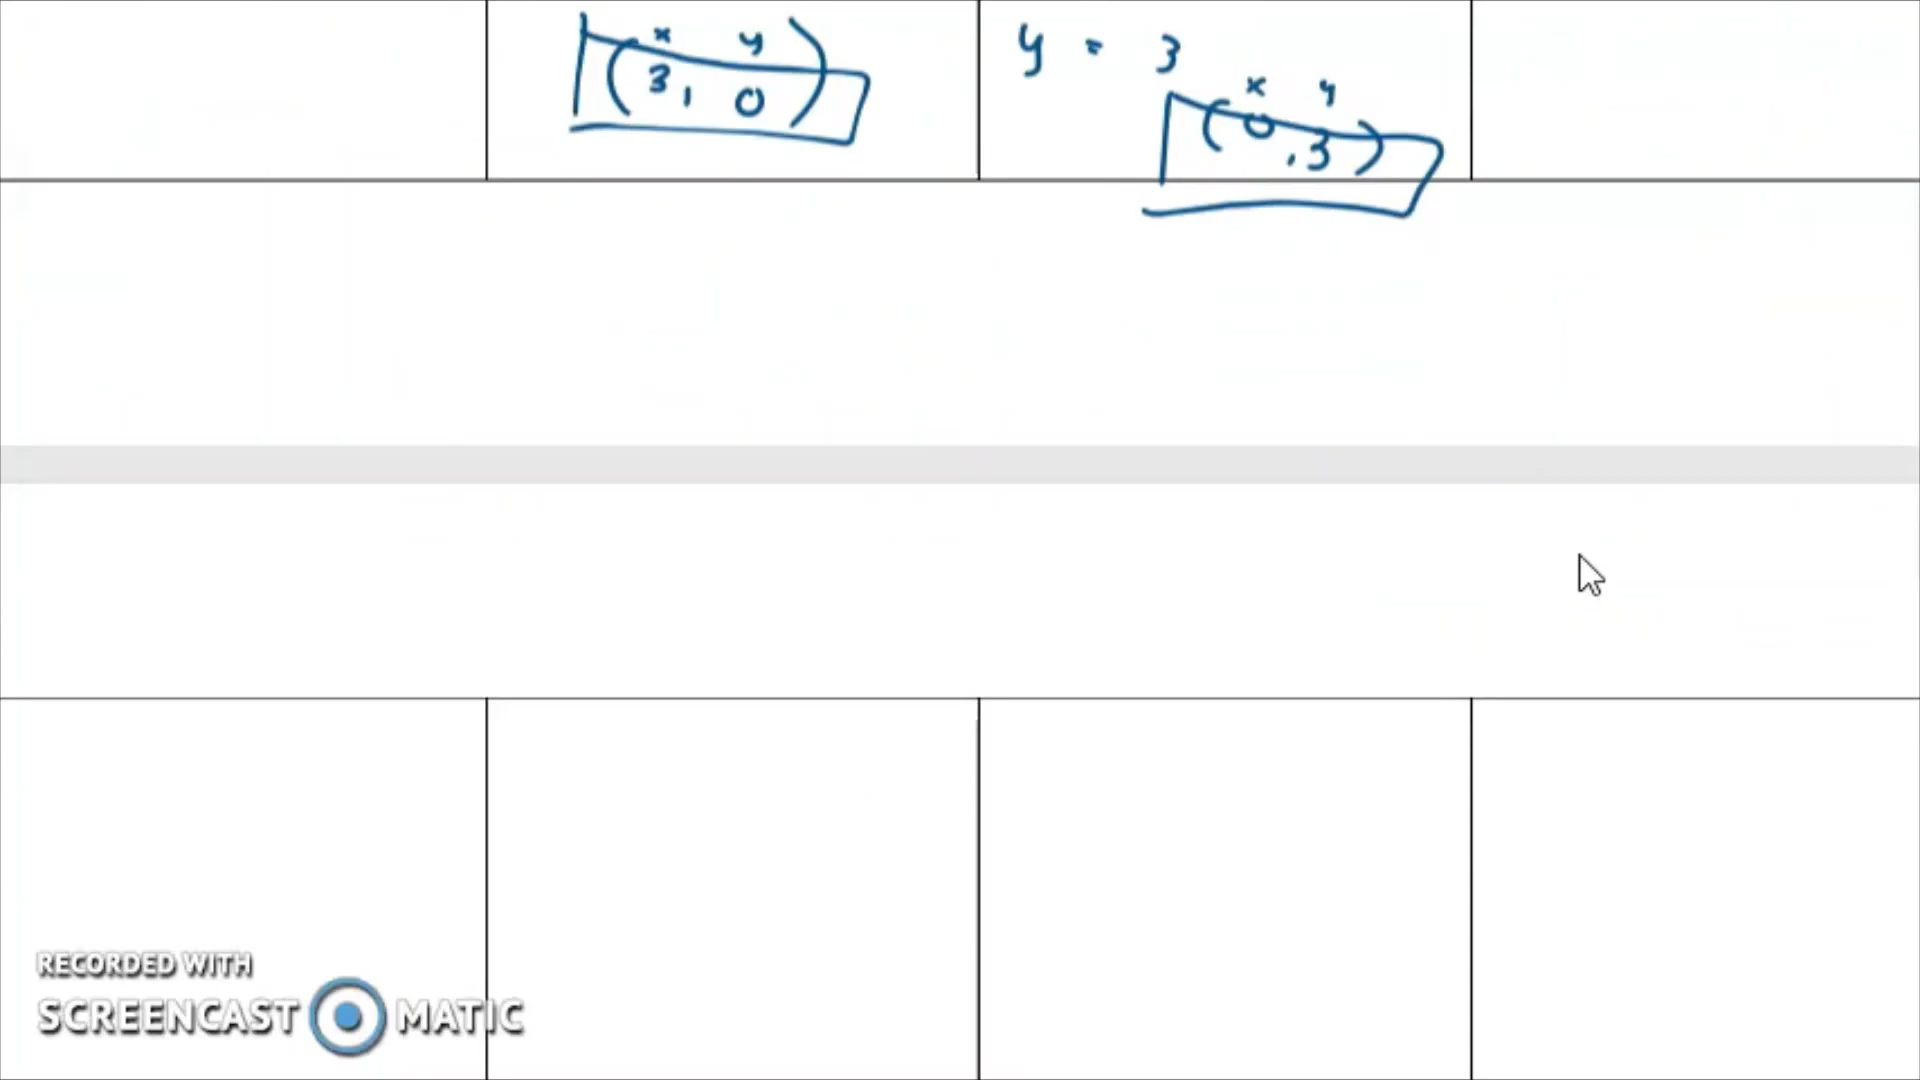 x y
(3, 0)
y = 3
x y
(0, 3)
RECORDED WITH
SCREENCAST MATIC